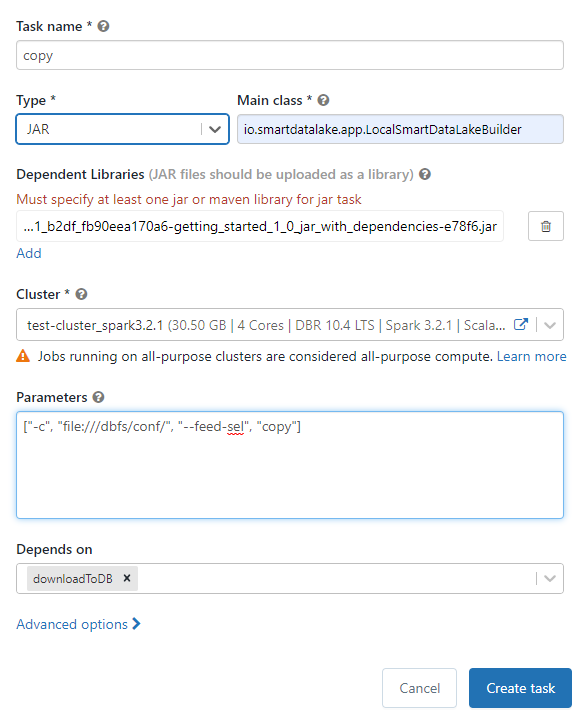 Task name *
copy
Type * Main class *
JAR io.smartdatalake.app.LocalSmartDataLakeBuilder
Dependent Libraries (JAR files should be uploaded as a library)
Must specify at least one jar or maven library for jar task
...1_b2df_fb90eea170a6-getting_started_1_0_jar_with_dependencies-e78f6.jar
Add
Cluster *
test-cluster_spark3.2.1 (30.50 GB | 4 Cores | DBR 10.4 LTS | Spark 3.2.1 | Scala...
Jobs running on all-purpose clusters are considered all-purpose compute. Learn more
Parameters
["-c", "file:///dbfs/conf/", "--feed-sel", "copy"]
Depends on
downloadToDB ×
Advanced options
Cancel Create task